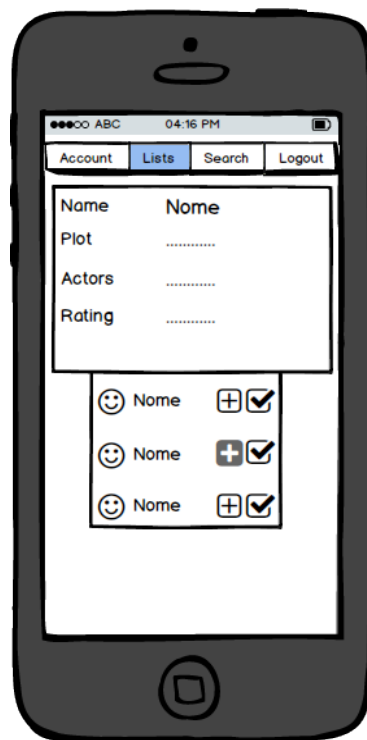 ABC 04:16 PM
Account Lists Search Logout
Name Nome
Plot ............
Actors ............
Rating ............
Nome
Nome
Nome